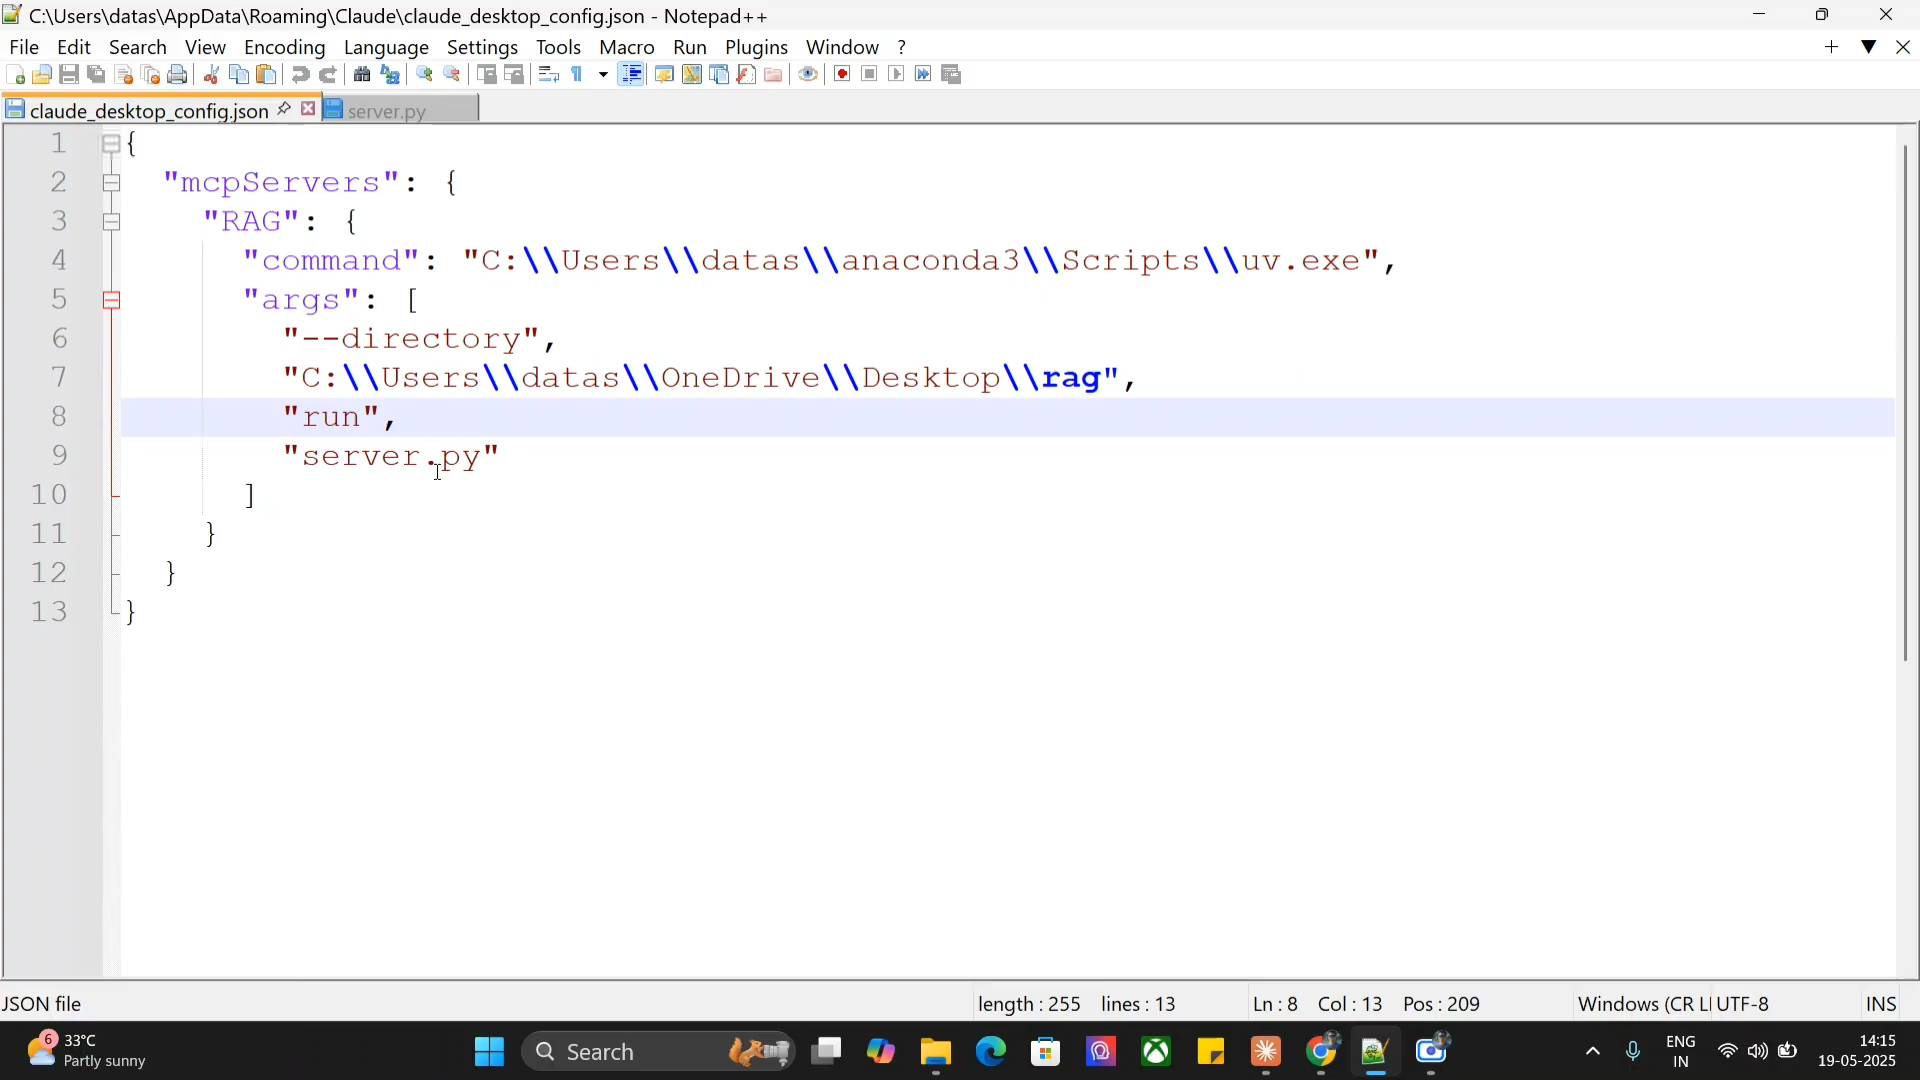 C:\Users\datas\AppData\Roaming\Claude\claude_desktop_config.json - Notepad++
File Edit Search View Encoding Language Settings Tools Macro Run Plugins Window ?
claude_desktop_config.json server.py
1 {
2 "mcpServers": {
3 "RAG": {
4 "command": "C:\\Users\\datas\\anaconda3\\Scripts\\uv.exe",
5 "args": [
6 "--directory",
7 "C:\\Users\\datas\\OneDrive\\Desktop\\rag",
8 "run",
9 "server.py"
10 ]
11 }
12 }
13 }
JSON file length : 255 lines : 13 Ln : 8 Col : 13 Pos : 209 Windows (CR LI UTF-8 INS
6 33°C
Partly sunny
Search
ENG
IN
14:15
19-05-2025